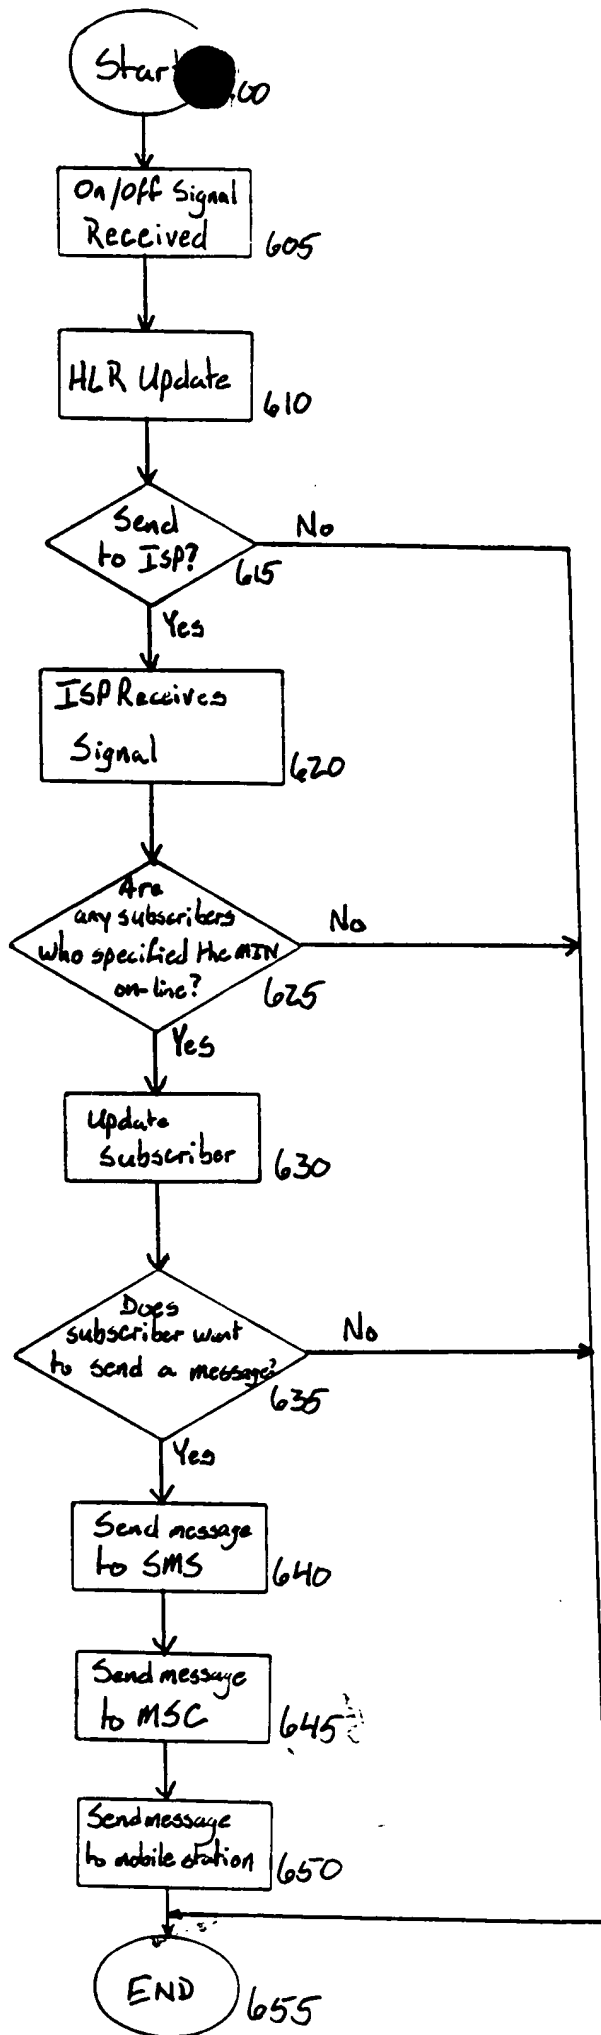 Start
00
On/Off Signal
Received
605
HLR Update
610
Send
to ISP?
615
No
Yes
ISP Receives
Signal
620
Are
any subscribers
who specified the MIN
on-line?
625
No
Yes
Update
subscriber
630
Does
subscriber want
to send a message?
635
No
Yes
Send message
to SMS
640
Send message
to MSC
645
Send message
to mobile station
650
END
655